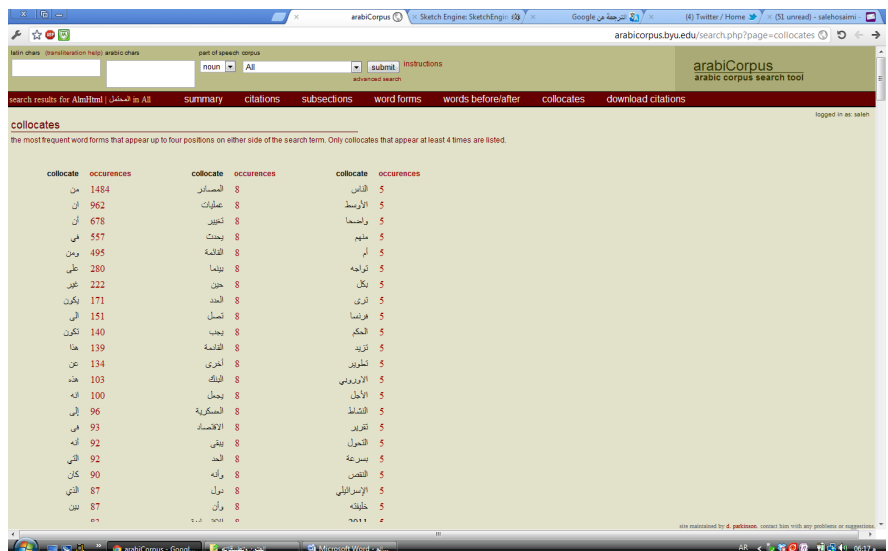 arabiCorpus
Sketch Engine: SketchEngin
الترجمة من Google
(4) Twitter / Home
(51 unread) - salehosaimi -
arabicorpus.byu.edu/search.php?page=collocates
latin chars (transliteration help) arabic chars part of speech corpus
noun All submit instructions
advanced search
arabiCorpus
arabic corpus search tool
search results for AlmHtml | المحتمل in All summary citations subsections word forms words before/after collocates download citations
logged in as: saleh
collocates
the most frequent word forms that appear up to four positions on either side of the search term. Only collocates that appear at least 4 times are listed.
collocate occurences collocate occurences collocate occurences
من 1484 المصادر 8 الناس 5
ان 962 عمليات 8 الأوسط 5
أن 678 تغيير 8 واضحا 5
في 557 يحدث 8 منهم 5
ومن 495 القائمة 8 أم 5
على 280 بينما 8 تواجه 5
غير 222 حين 8 بكل 5
يكون 171 العدد 8 ترى 5
الى 151 تصل 8 فرنسا 5
تكون 140 يجب 8 الحكم 5
هذا 139 القادمة 8 تزيد 5
عن 134 أخرى 8 تطوير 5
هذه 103 البنك 8 الاوروبي 5
انه 100 يجعل 8 الأجل 5
إلى 96 العسكرية 8 النشاط 5
فى 93 الاقتصاد 8 تقرير 5
أنه 92 يبقى 8 التحول 5
التي 92 الحد 8 بسرعة 5
كان 90 وأنه 8 النقص 5
الذي 87 دول 8 الإسرائيلي 5
بين 87 وأن 8 خليفته 5
site maintained by d. parkinson. contact him with any problems or suggestions.
arabiCorpus - Googl...
Microsoft Word -
AR 06:17